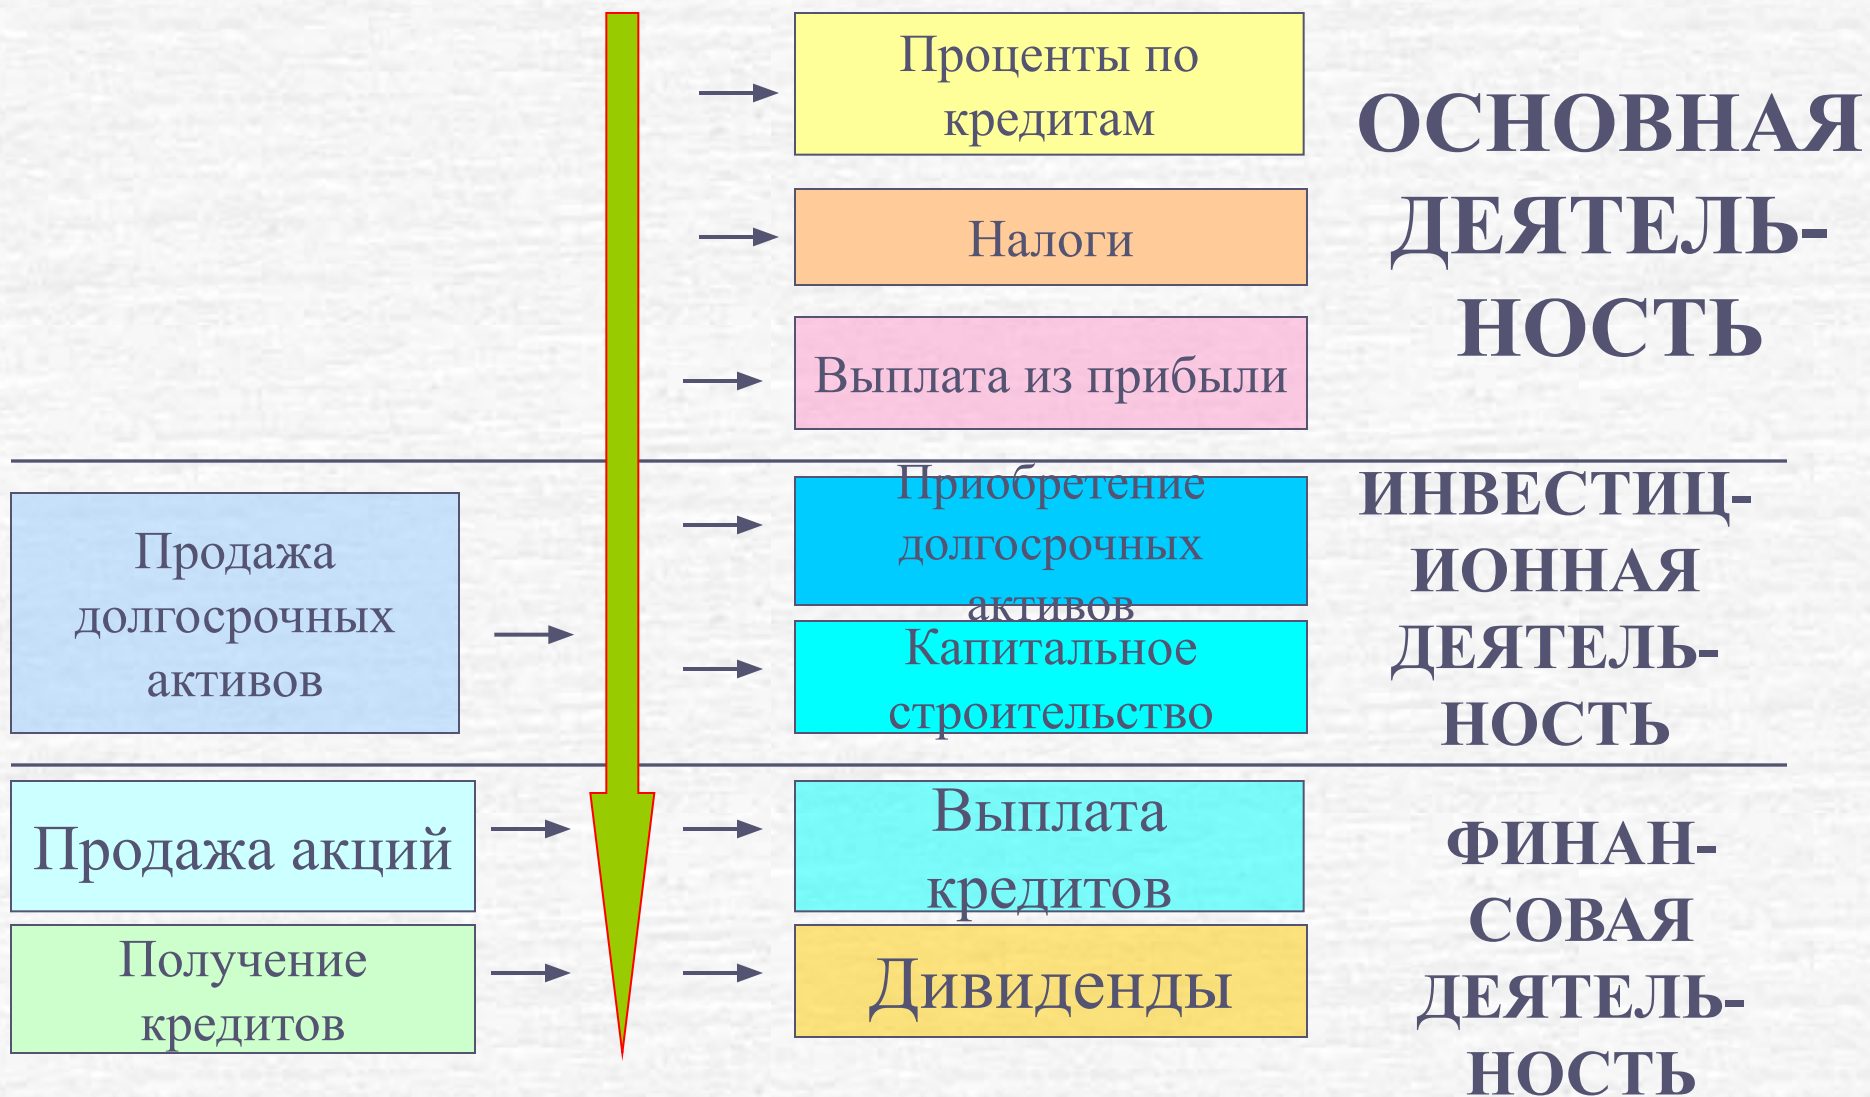 Проценты по
кредитам
Налоги
Выплата из прибыли
ОСНОВНАЯ
ДЕЯТЕЛЬ-
НОСТЬ
Продажа
долгосрочных
активов
Приобретение
долгосрочных
активов
Капитальное
строительство
ИНВЕСТИЦ-
ИОННАЯ
ДЕЯТЕЛЬ-
НОСТЬ
Продажа акций
Получение
кредитов
Выплата
кредитов
Дивиденды
ФИНАН-
СОВАЯ
ДЕЯТЕЛЬ-
НОСТЬ